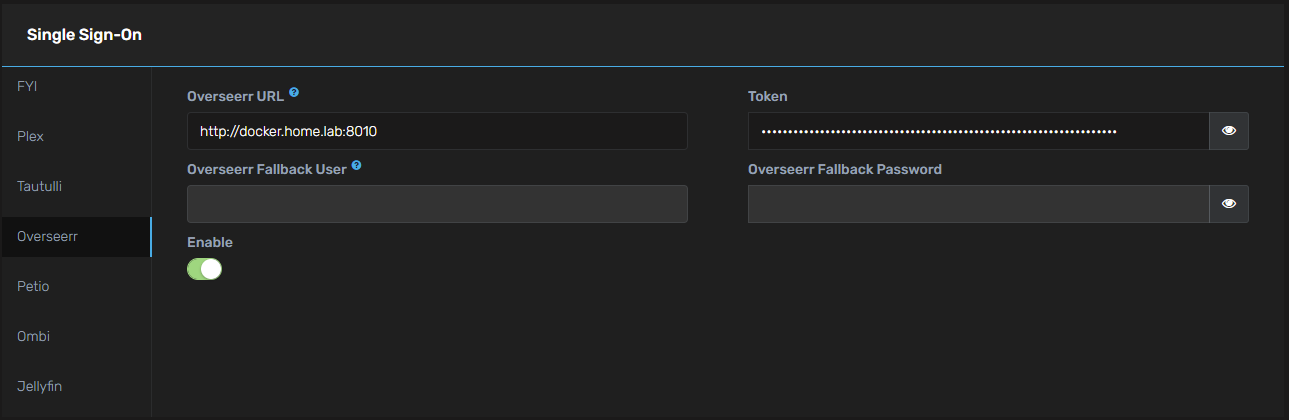 Single Sign-On
FYI
Plex
Tautulli
Overseerr
Petio
Ombi
Jellyfin
Overseerr URL ?
http://docker.home.lab:8010
Token
••••••••••••••••••••••••••••••••••••••••••••••••••••••••••••••••••••
Overseerr Fallback User ?
Overseerr Fallback Password
Enable